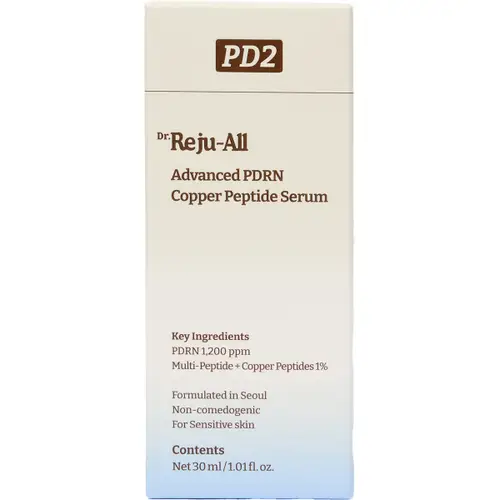 PD2
Dr.Reju-All
Advanced PDRN
Copper Peptide Serum
Key Ingredients
PDRN 1,200 ppm
Multi-Peptide + Copper Peptides 1%
Formulated in Seoul
Non-comedogenic
For Sensitive skin
Contents
Net 30 ml / 1.01 fl. oz.